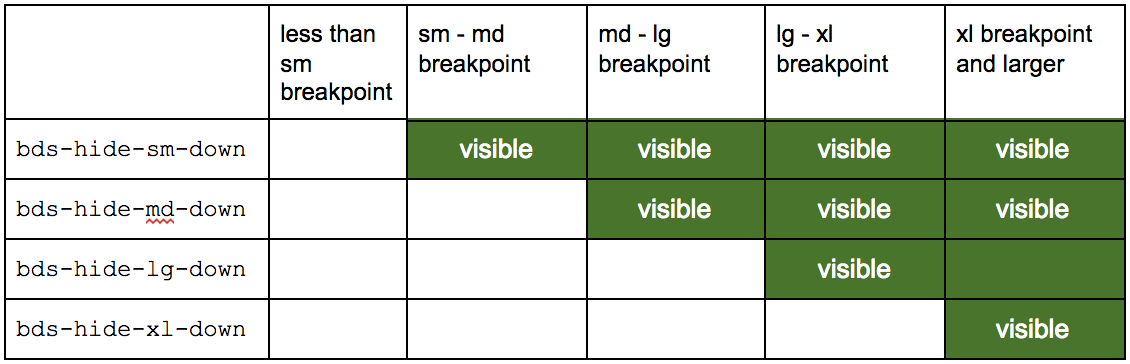 less than
sm
breakpoint
sm - md
breakpoint
md - lg
breakpoint
lg - xl
breakpoint
xl breakpoint
and larger
bds-hide-sm-down
visible
visible
visible
visible
bds-hide-md-down
visible
visible
visible
bds-hide-lg-down
visible
bds-hide-xl-down
visible